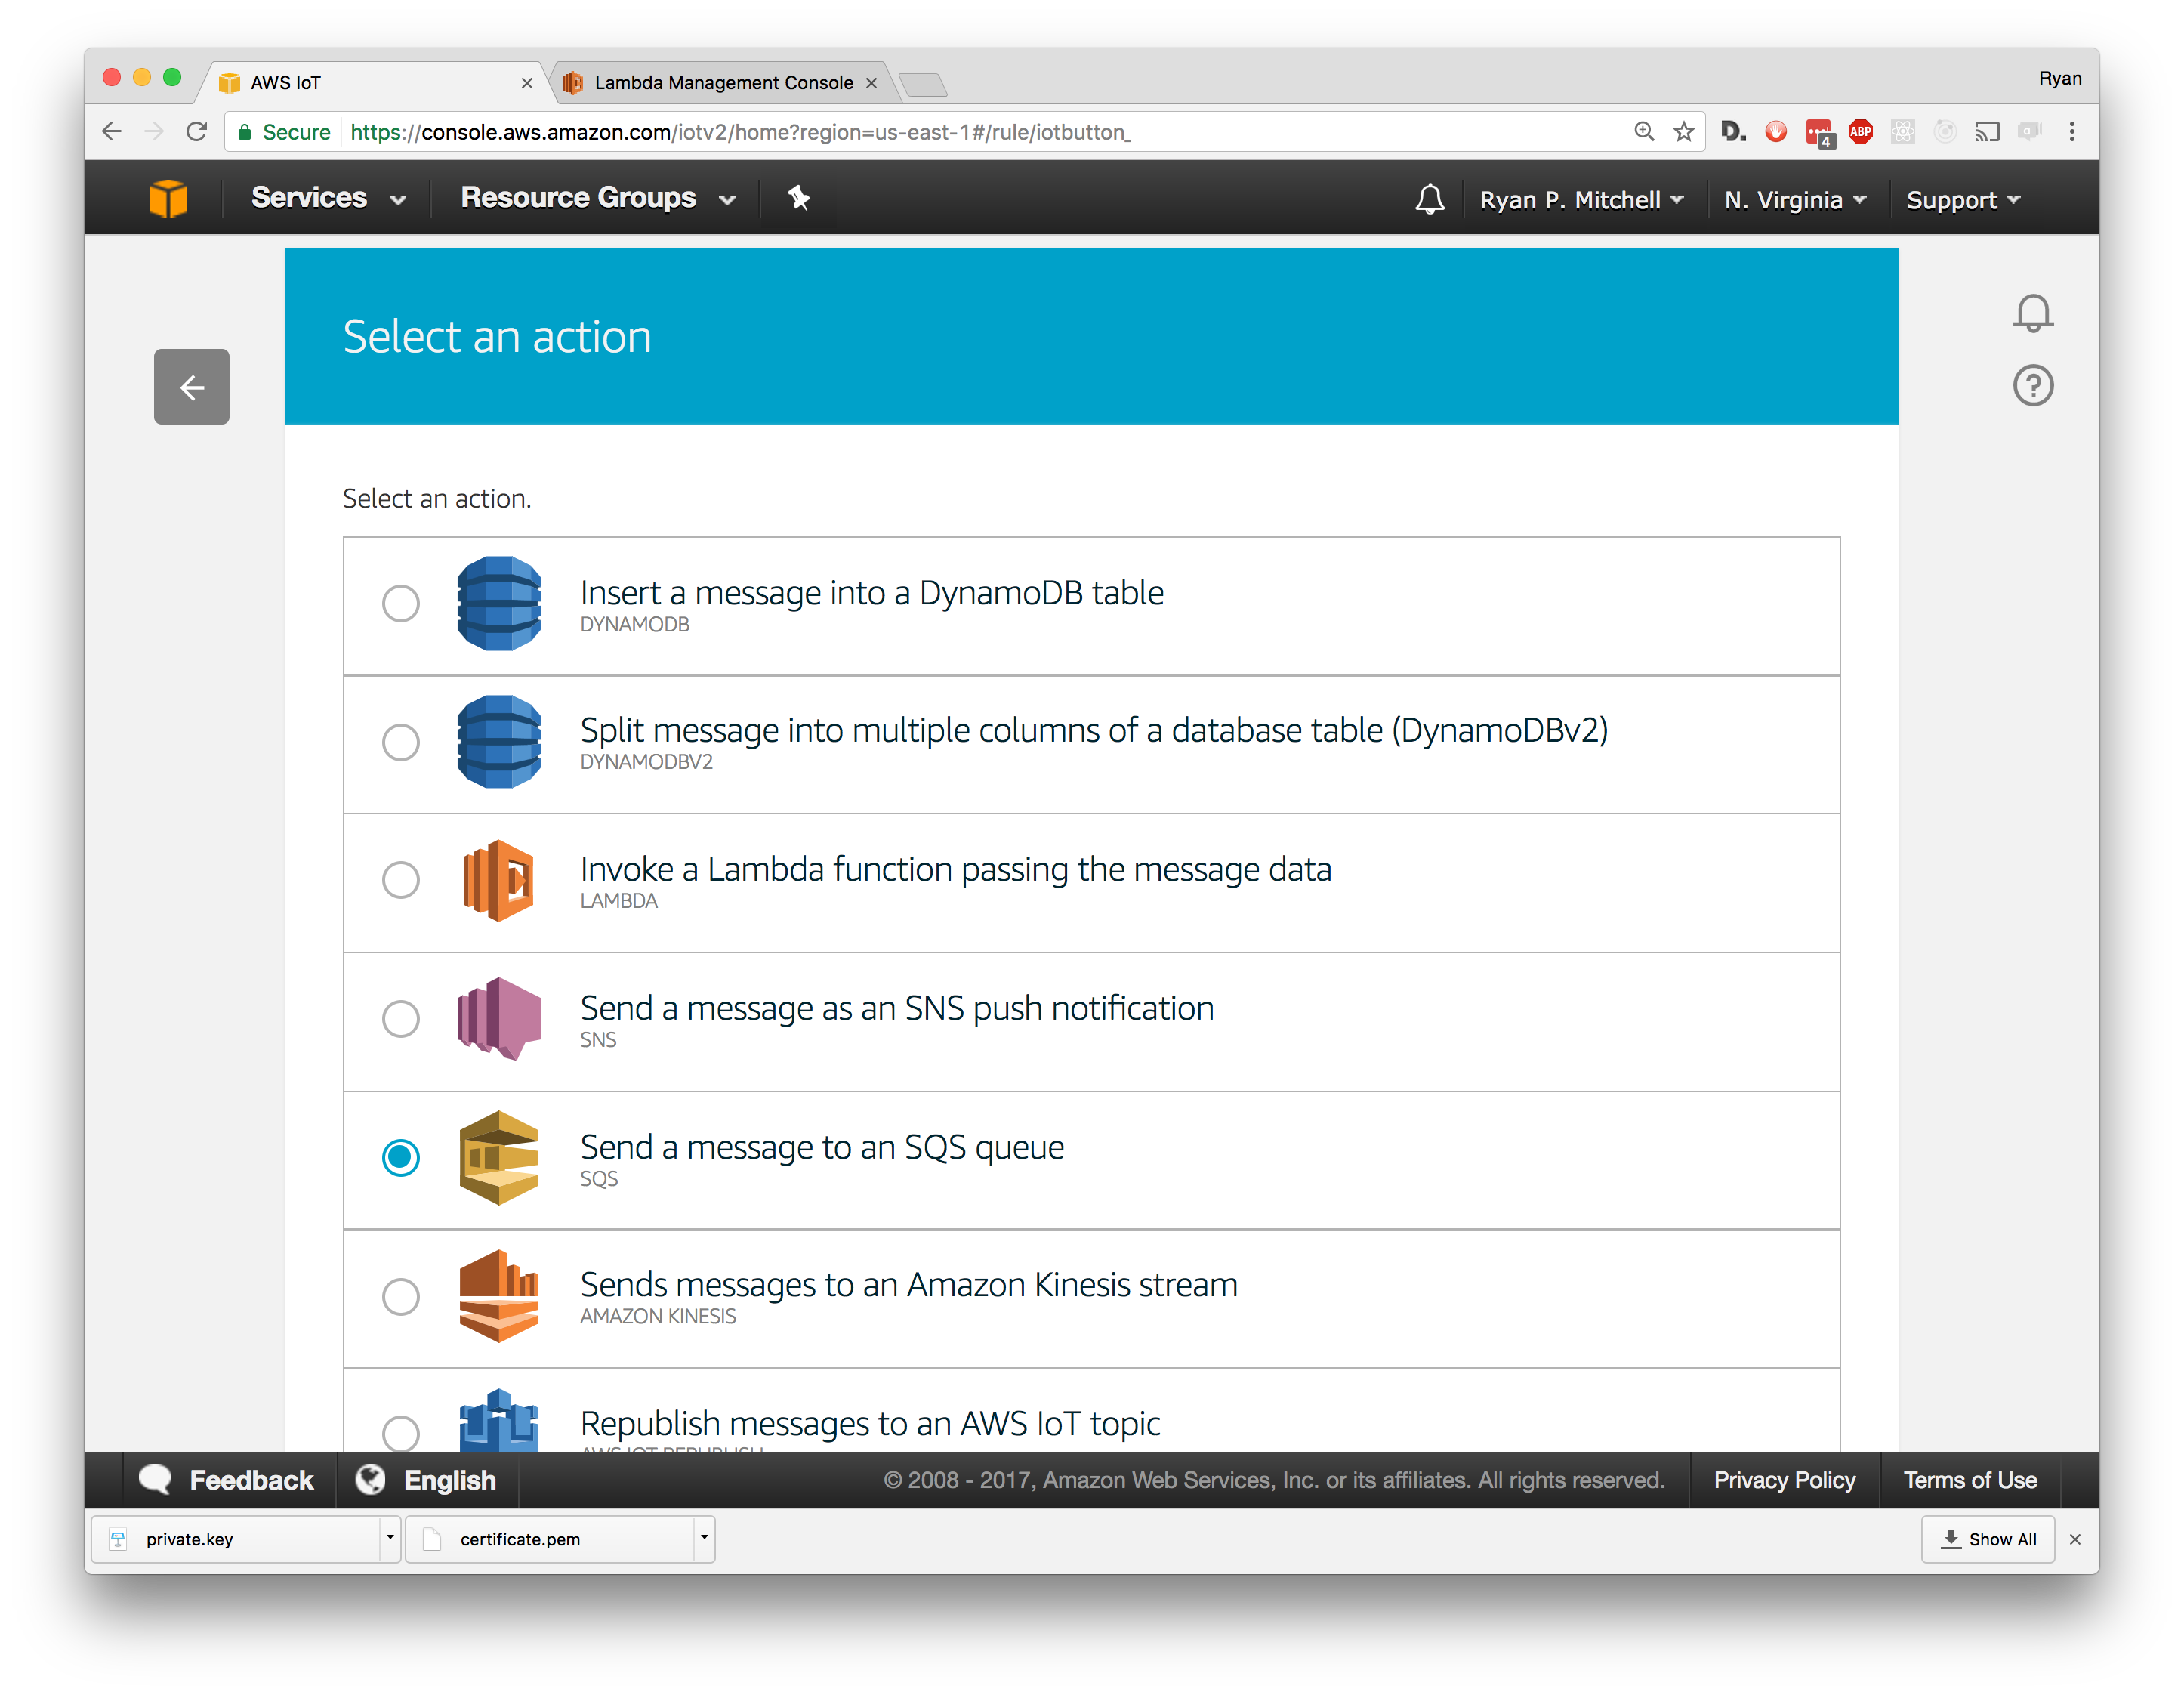 AWS IoT
Lambda Management Console
Ryan
Secure
https://console.aws.amazon.com/iotv2/home?region=us-east-1#/rule/iotbutton_
D.
4
ABP
Services
Resource Groups
Ryan P. Mitchell
N. Virginia
Support
Select an action
Select an action.
Insert a message into a DynamoDB table
DYNAMODB
Split message into multiple columns of a database table (DynamoDBv2)
DYNAMODBV2
Invoke a Lambda function passing the message data
LAMBDA
Send a message as an SNS push notification
SNS
Send a message to an SQS queue
SQS
Sends messages to an Amazon Kinesis stream
AMAZON KINESIS
Republish messages to an AWS IoT topic
AWS IOT REPUBLISH
Feedback
English
© 2008 - 2017, Amazon Web Services, Inc. or its affiliates. All rights reserved.
Privacy Policy
Terms of Use
private.key
certificate.pem
Show All